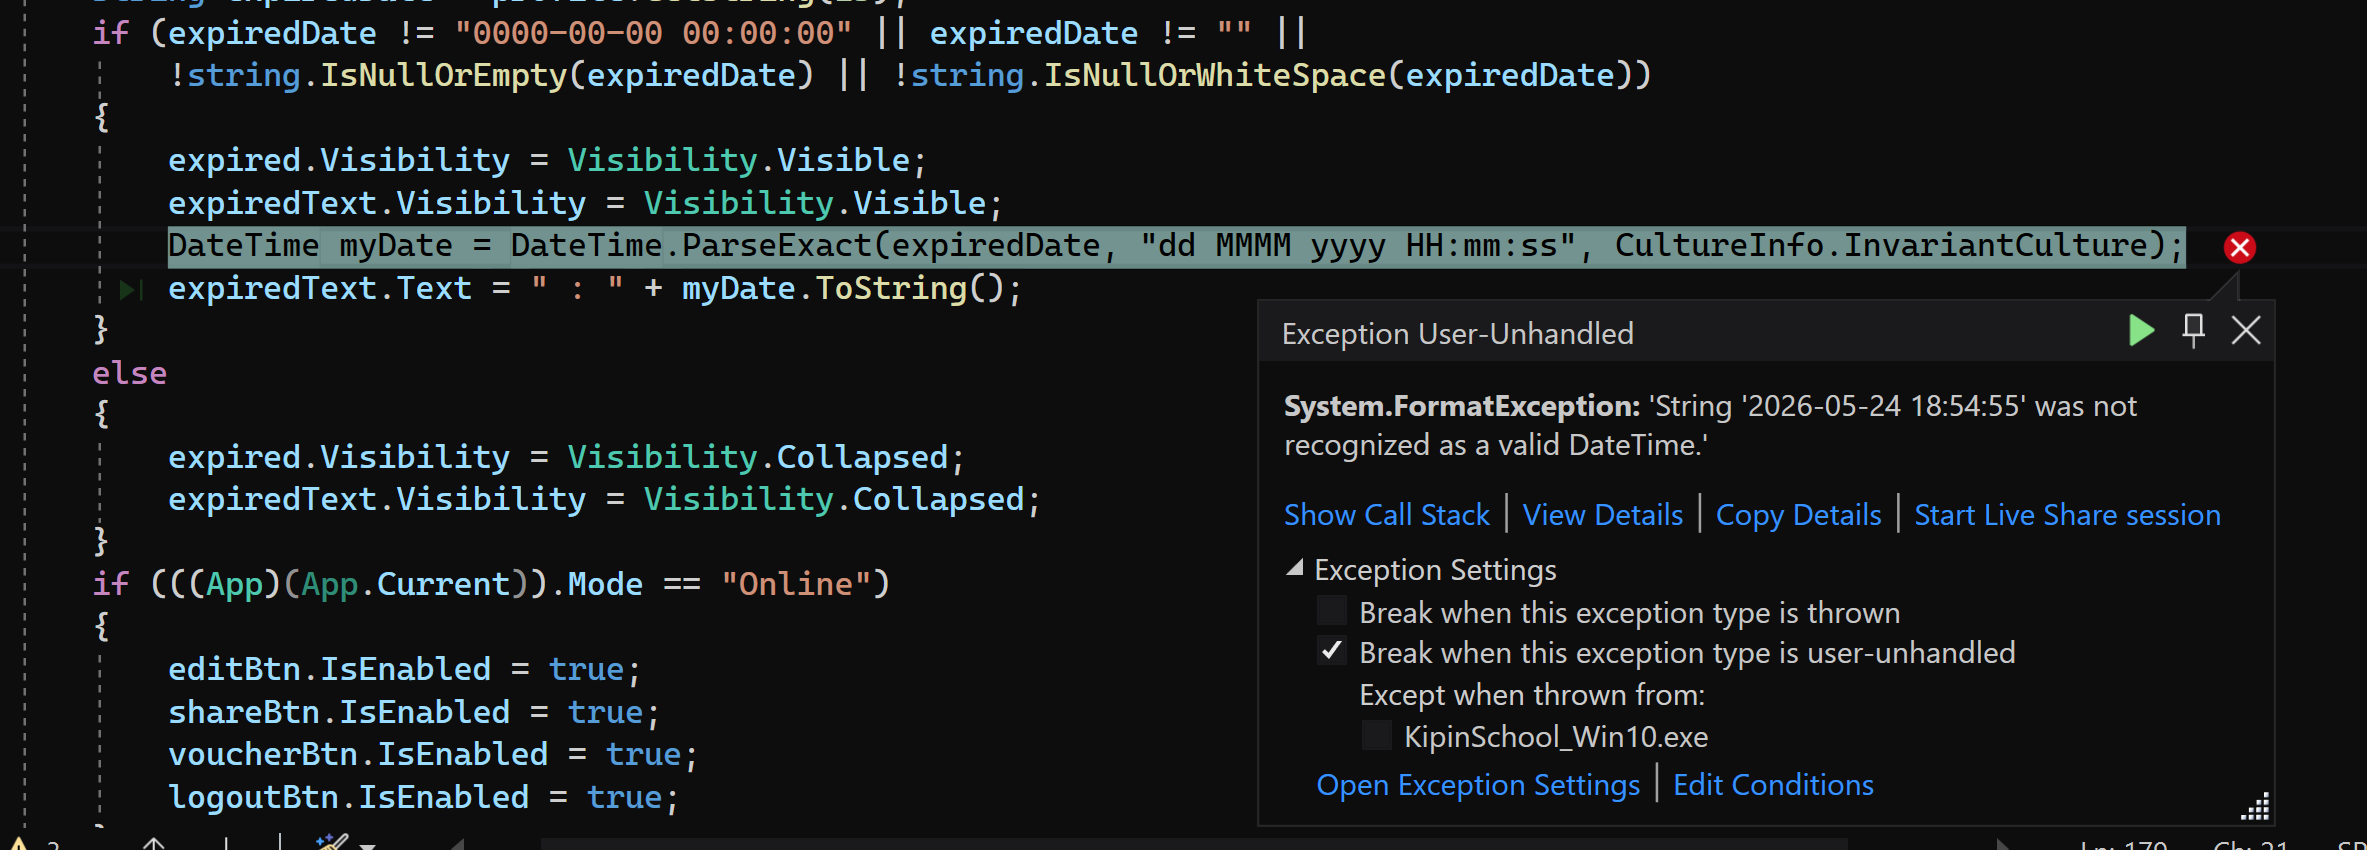 if (expiredDate != "0000-00-00 00:00:00" || expiredDate != "" ||
!string.IsNullOrEmpty(expiredDate) || !string.IsNullOrWhiteSpace(expiredDate))
{
expired.Visibility = Visibility.Visible;
expiredText.Visibility = Visibility.Visible;
DateTime myDate = DateTime.ParseExact(expiredDate, "dd MMMM yyyy HH:mm:ss", CultureInfo.InvariantCulture);
expiredText.Text = " : " + myDate.ToString();
}
else
{
expired.Visibility = Visibility.Collapsed;
expiredText.Visibility = Visibility.Collapsed;
}
if (((App)(App.Current)).Mode == "Online")
{
editBtn.IsEnabled = true;
shareBtn.IsEnabled = true;
voucherBtn.IsEnabled = true;
logoutBtn.IsEnabled = true;
Exception User-Unhandled
System.FormatException: 'String '2026-05-24 18:54:55' was not
recognized as a valid DateTime.'
Show Call Stack | View Details | Copy Details | Start Live Share session
Exception Settings
Break when this exception type is thrown
Break when this exception type is user-unhandled
Except when thrown from:
KipinSchool_Win10.exe
Open Exception Settings | Edit Conditions